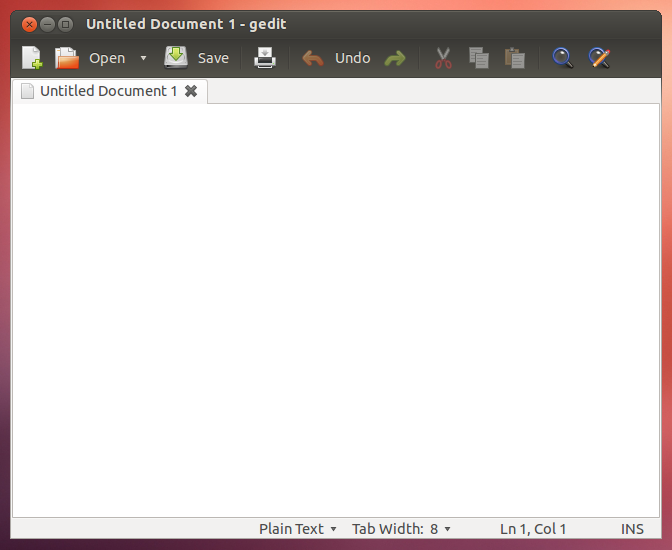 Untitled Document 1 - gedit
Open Save Undo
Untitled Document 1
Plain Text Tab Width: 8 Ln 1, Col 1 INS